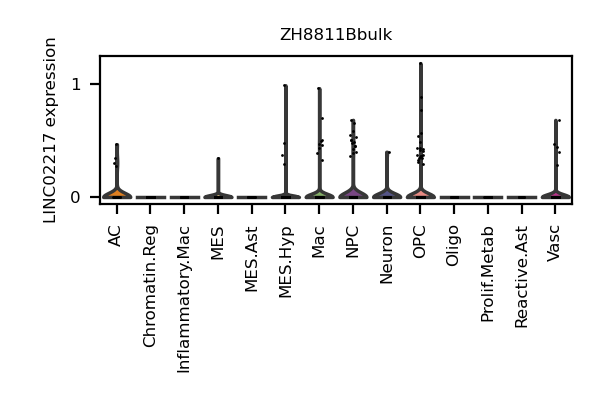 ZH8811Bbulk
LINC02217 expression
1
0
AC
Chromatin.Reg
Inflammatory.Mac
MES
MES.Ast
MES.Hyp
Mac
NPC
Neuron
OPC
Oligo
Prolif.Metab
Reactive.Ast
Vasc